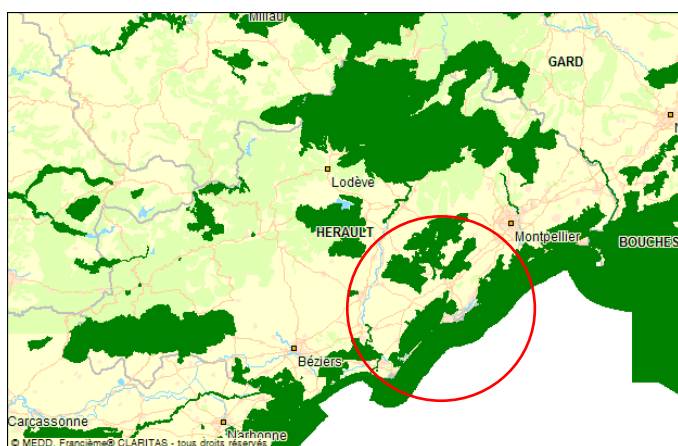 Millau
GARD
N
Lodève
HERAULT
Montpellier
BOUCHES
Béziers
Carcassonne
Narbonne
© MEDD, Francième® CLARITAS - tous droits réservés